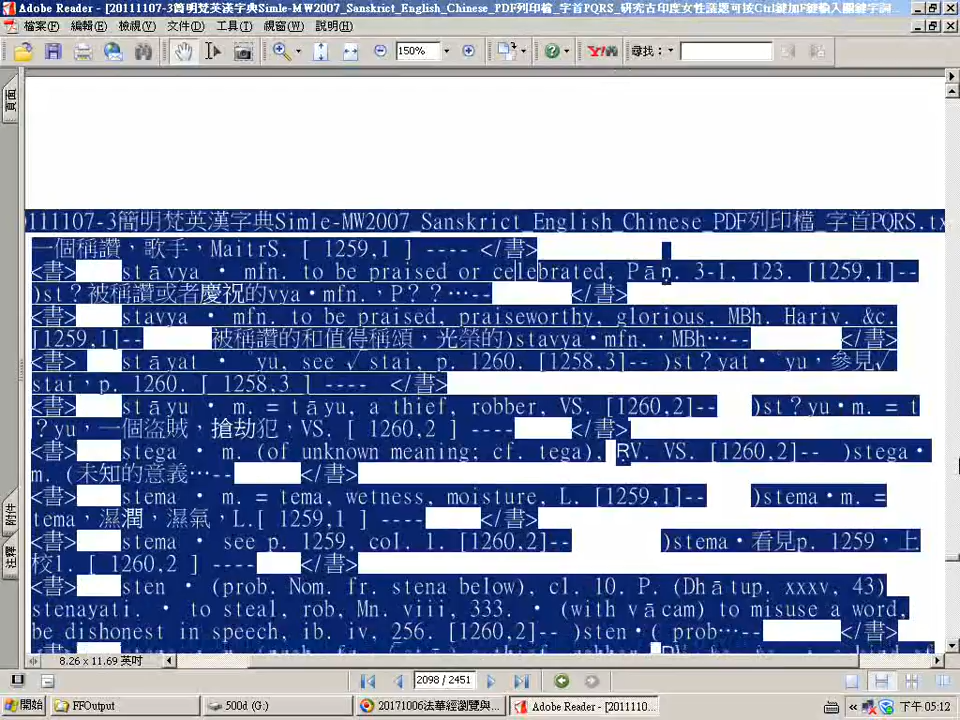 Adobe Reader - [20111107-3簡明梵英漢字典Simle-MW2007_Sanskrict_English_Chinese_PDF列印檔_字首PQRS_研究古印度女性議題可按Ctrl鍵加F鍵輸入關鍵字詞...
檔案(F) 編輯(E) 檢視(V) 文件(D) 工具(T) 視窗(W) 說明(H)
150% 尋找:
頁面
0111107-3簡明梵英漢字典Simle-MW2007_Sanskrict_English_Chinese_PDF列印檔_字首PQRS.tx
一個稱讚，歌手，MaitrS. [ 1259,1 ] ---- </書>
<書> stāvya • mfn. to be praised or celebrated, Pāṇ. 3-1, 123. [1259,1]--
)st？被稱讚或者慶祝的vya•mfn.，P？？…-- </書>
<書> stavya • mfn. to be praised, praiseworthy, glorious. MBh. Hariv. &c.
[1259,1]-- 被稱讚的和值得稱頌，光榮的)stavya•mfn.，MBh…-- </書>
<書> stāyat • °yu, see √ stai, p. 1260. [1258,3]-- )st？yat•°yu，參見√
stai，p. 1260. [ 1258,3 ] ---- </書>
<書> stāyu • m. = tāyu, a thief, robber, VS. [1260,2]-- )st？yu•m. = t
？yu，一個盜賊，搶劫犯，VS. [ 1260,2 ] ---- </書>
<書> stega • m. (of unknown meaning; cf. tega), RV. VS. [1260,2]-- )stega•
m. (未知的意義…-- </書>
<書> stema • m. = tema, wetness, moisture, L. [1259,1]-- )stema•m. =
tema，濕潤，濕氣，L.[ 1259,1 ] ---- </書>
<書> stema • see p. 1259, col. 1. [1260,2]-- )stema•看見p. 1259，上
校1. [ 1260,2 ] ---- </書>
<書> sten • (prob. Nom. fr. stena below), cl. 10. P. (Dhātup. xxxv, 43)
stenayati. • to steal, rob. Mn. viii, 333. • (with vācam) to misuse a word,
be dishonest in speech, ib. iv, 256. [1260,2]-- )sten•( prob…-- </書>
附件
注釋
8.26 x 11.69 英吋
2098 / 2451
開始 FFOutput 500d (G:) 20171006法華經瀏覽與... Adobe Reader - [2011110... 下午 05:12